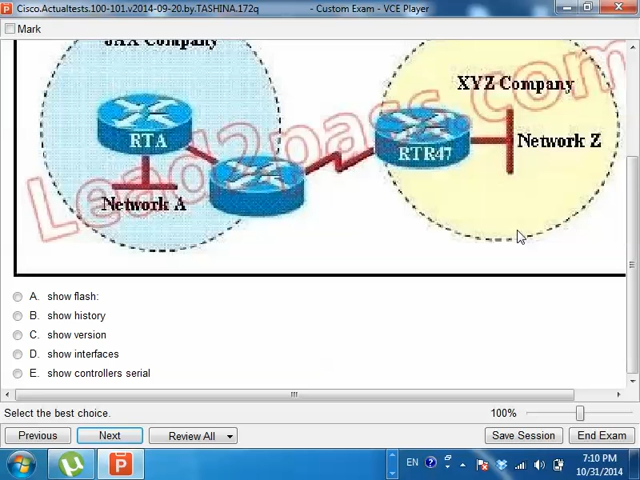 Cisco.Actualtests.100-101.v2014-09-20.by.TASHINA.172q - Custom Exam - VCE Player
Mark
JAX Company
XYZ Company
RTA
RTR47
Network Z
Network A
Lead2pass.com
A. show flash:
B. show history
C. show version
D. show interfaces
E. show controllers serial
Select the best choice.
100%
Previous
Next
Review All
Save Session
End Exam
EN
7:10 PM
10/31/2014